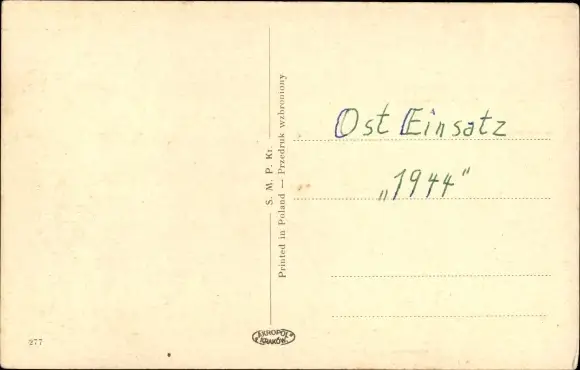 Ost Einsatz
„1944"
S. M. P. Kr.
Printed in Poland — Przedruk wzbroniony
AKROPOL
KRAKÓW
277